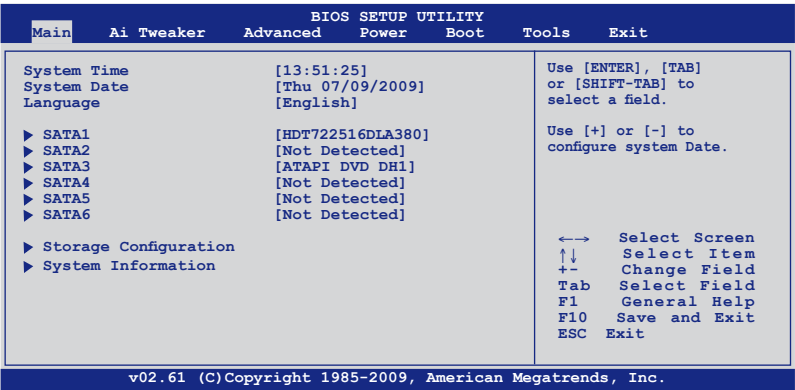 BIOS SETUP UTILITY
Main Ai Tweaker Advanced Power Boot Tools Exit
System Time [13:51:25]
System Date [Thu 07/09/2009]
Language [English]
SATA1 [HDT722516DLA380]
SATA2 [Not Detected]
SATA3 [ATAPI DVD DH1]
SATA4 [Not Detected]
SATA5 [Not Detected]
SATA6 [Not Detected]
Storage Configuration
System Information
Use [ENTER], [TAB]
or [SHIFT-TAB] to
select a field.
Use [+] or [-] to
configure system Date.
←→ Select Screen
↑↓ Select Item
+- Change Field
Tab Select Field
F1 General Help
F10 Save and Exit
ESC Exit
v02.61 (C)Copyright 1985-2009, American Megatrends, Inc.